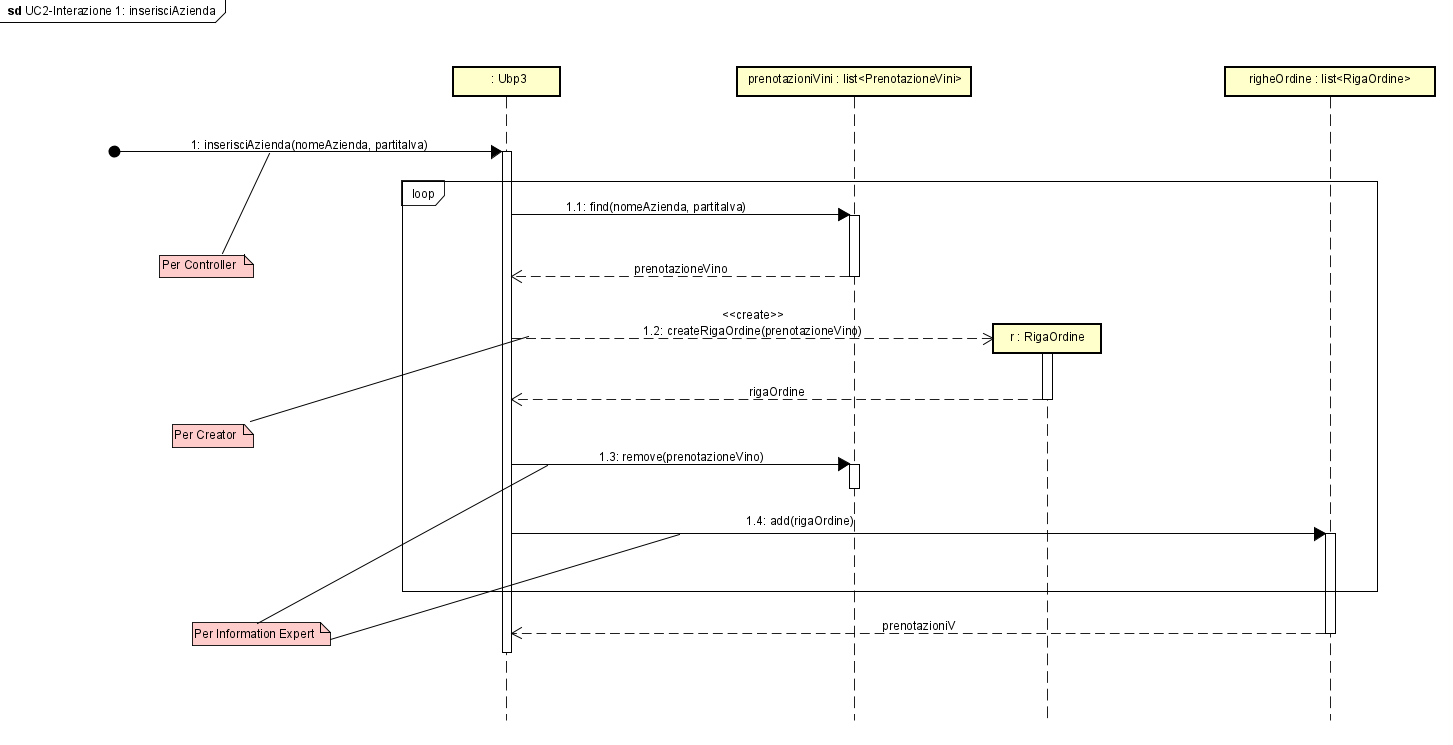 sd UC2-Interazione 1: inserisciAzienda
: Ubp3
prenotazioniVini : list<PrenotazioneVini>
righeOrdine : list<RigaOrdine>
1: inserisciAzienda(nomeAzienda, partitaIva)
loop
1.1: find(nomeAzienda, partitaIva)
Per Controller
prenotazioneVino
<<create>>
1.2: createRigaOrdine(prenotazioneVino)
r : RigaOrdine
rigaOrdine
Per Creator
1.3: remove(prenotazioneVino)
1.4: add(rigaOrdine)
Per Information Expert
prenotazioniV